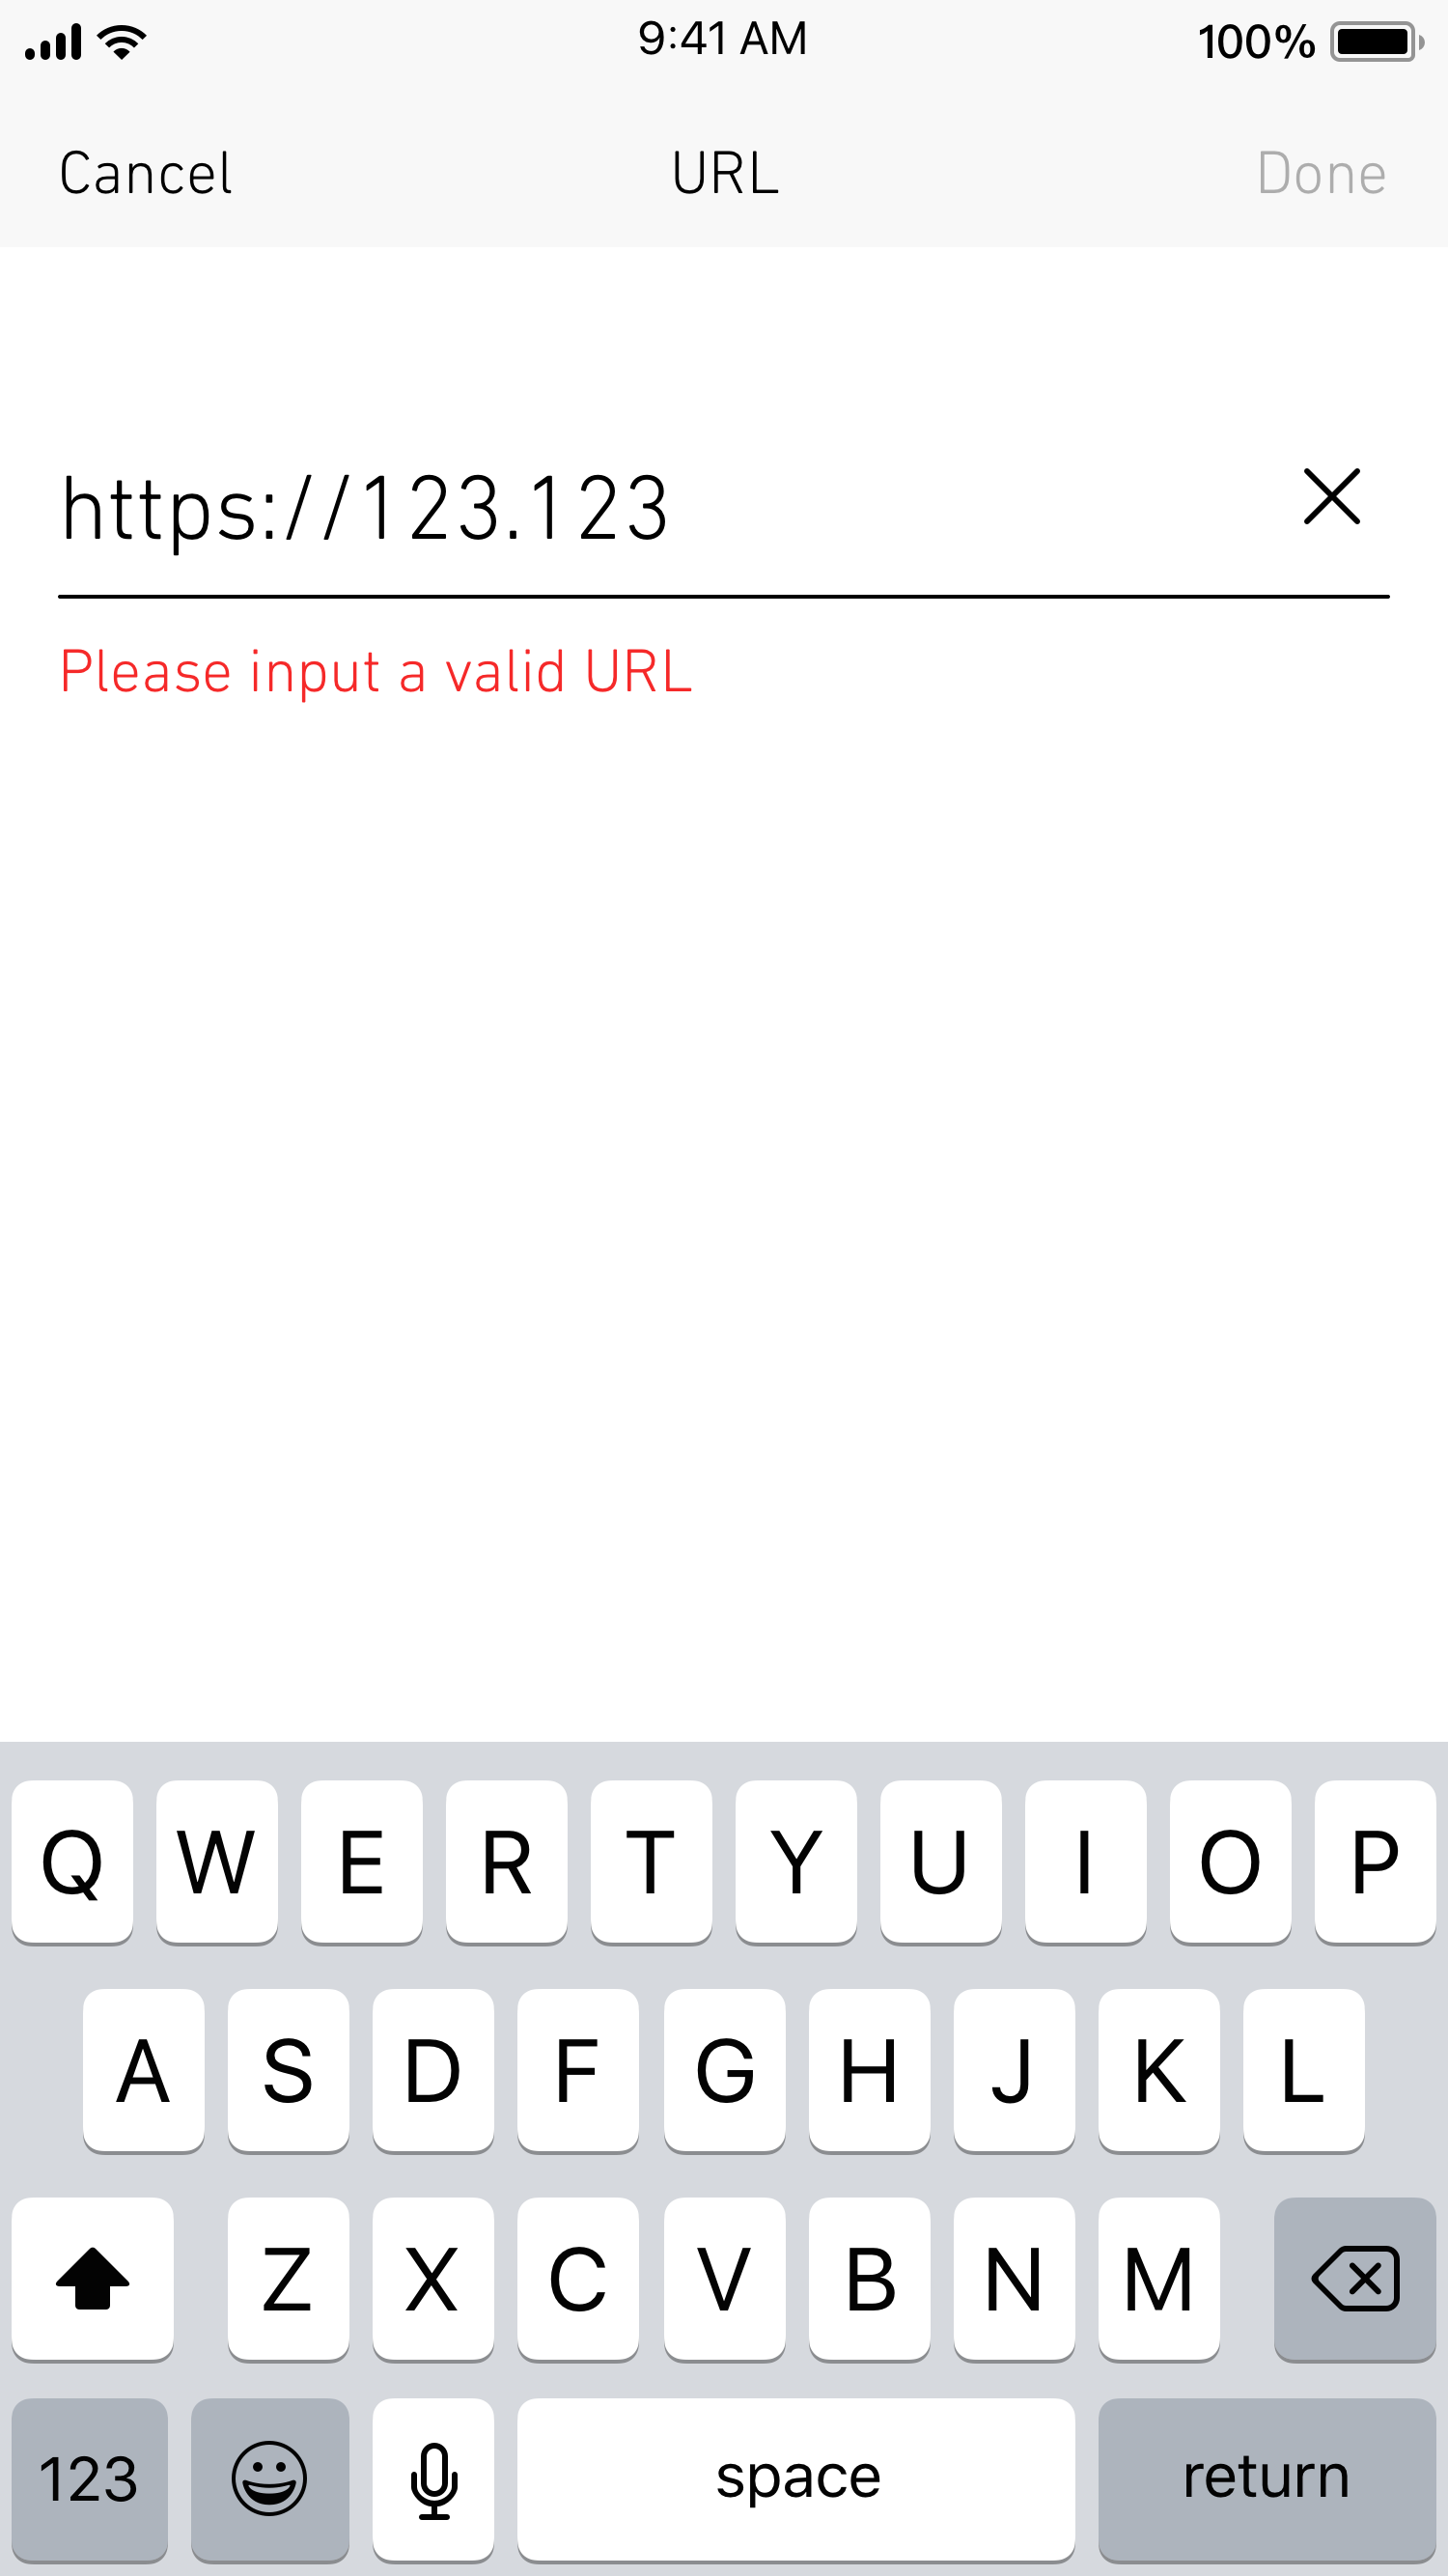 9:41 AM 100%
Cancel URL Done
https://123.123
Please input a valid URL
Q W E R T Y U I O P
A S D F G H J K L
Z X C V B N M
123 space return